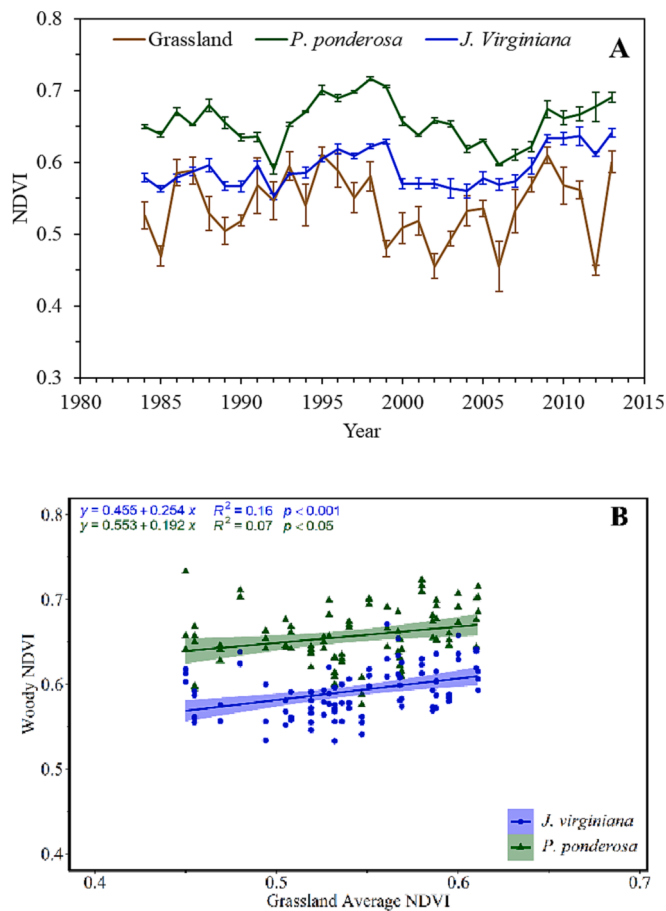 Grassland P. ponderosa J. Virginiana A
0.8
0.7
0.6
0.5
0.4
0.3
NDVI
1980 1985 1990 1995 2000 2005 2010 2015
Year
y = 0.455 + 0.254 x R² = 0.16 p < 0.001
y = 0.553 + 0.192 x R² = 0.07 p < 0.05
B
0.8
0.7
0.6
0.5
0.4
Woody NDVI
J. virginiana
P. ponderosa
0.4 0.5 0.6 0.7
Grassland Average NDVI